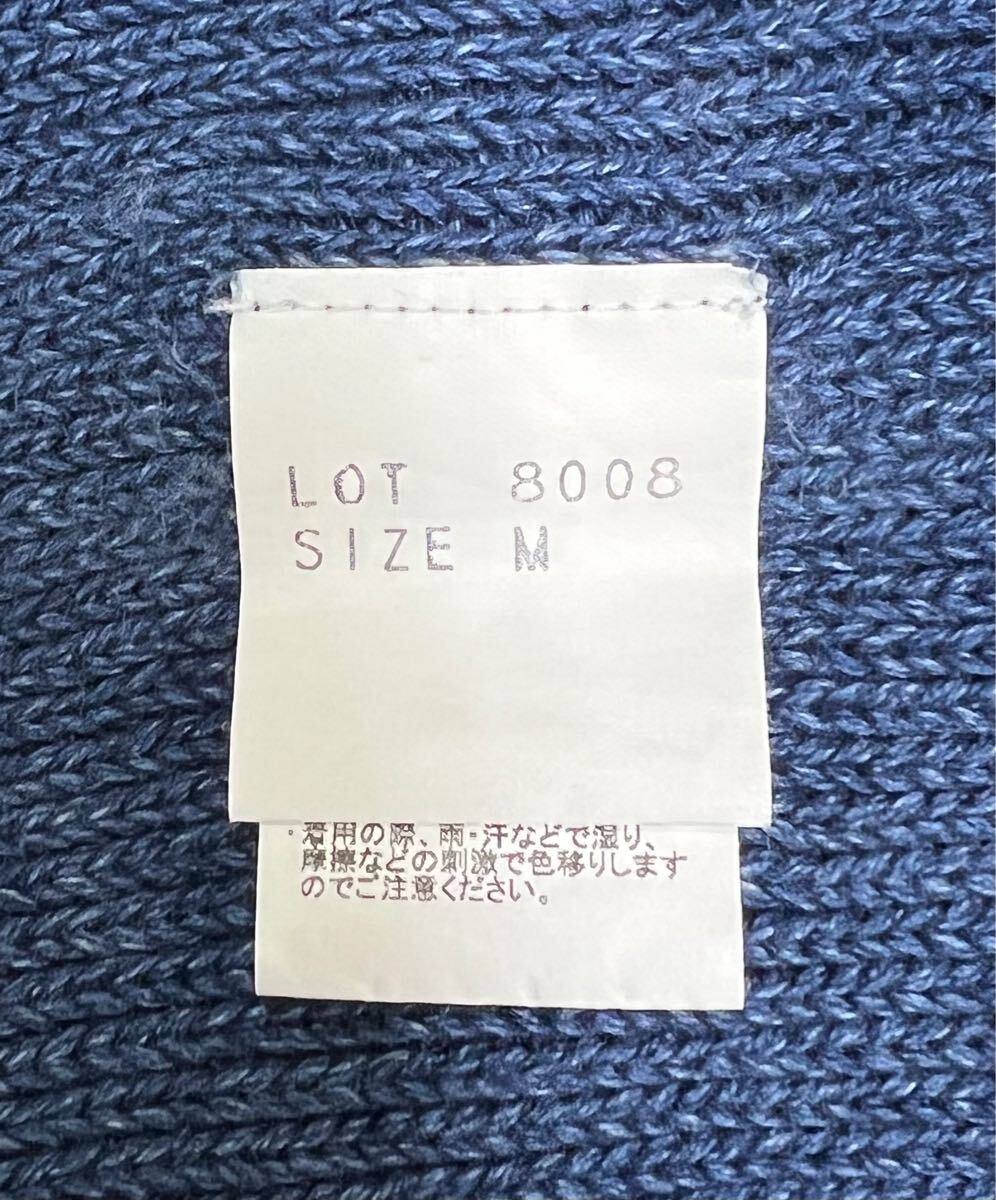 LOT 8008
SIZE M
・着用の際、雨・汗などで湿り、
摩擦などの刺激で色移りします
のでご注意ください。